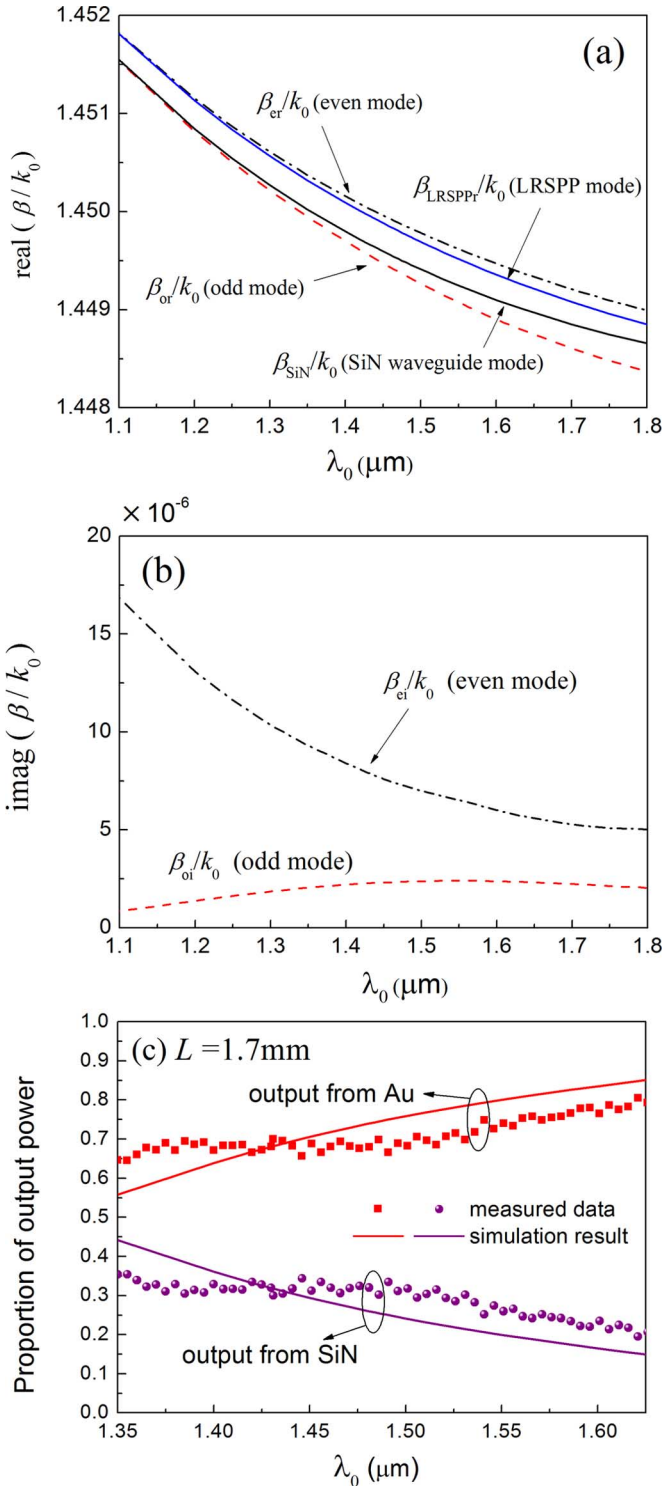 (a)
1.452
1.451
1.450
1.449
1.448
real ( β / k₀ )
βer/k₀ (even mode)
βLRSPPr/k₀ (LRSPP mode)
βor/k₀ (odd mode)
βSiN/k₀ (SiN waveguide mode)
1.1 1.2 1.3 1.4 1.5 1.6 1.7 1.8
λ₀ (μm)
× 10⁻⁶
(b)
20
15
10
5
0
imag ( β / k₀ )
βei/k₀ (even mode)
βoi/k₀ (odd mode)
1.1 1.2 1.3 1.4 1.5 1.6 1.7 1.8
λ₀ (μm)
(c) L =1.7mm
1.0
0.9
0.8
0.7
0.6
0.5
0.4
0.3
0.2
0.1
0.0
Proportion of output power
output from Au
measured data
simulation result
output from SiN
1.35 1.40 1.45 1.50 1.55 1.60
λ₀ (μm)